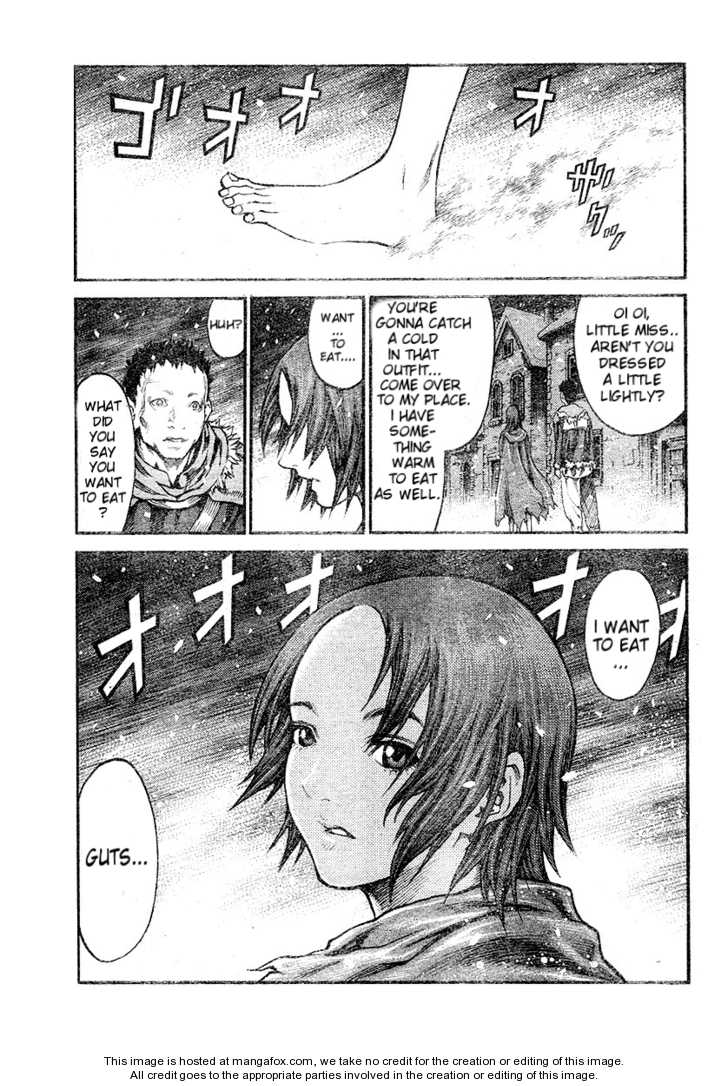 ゴオオオ
ザクッ
OI OI,
LITTLE MISS..
AREN'T YOU
DRESSED
A LITTLE
LIGHTLY?
YOU'RE
GONNA CATCH
A COLD
IN THAT
OUTFIT...
COME OVER
TO MY PLACE.
I HAVE
SOME-
THING
WARM
TO EAT
AS WELL.
WANT
...
TO
EAT....
HUH?
WHAT
DID
YOU
SAY
YOU
WANT
TO EAT
?
オオオオオ
I WANT
TO EAT
...
GUTS...
This image is hosted at mangafox.com, we take no credit for the creation or editing of this image.
All credit goes to the appropriate parties involved in the creation or editing of this image.